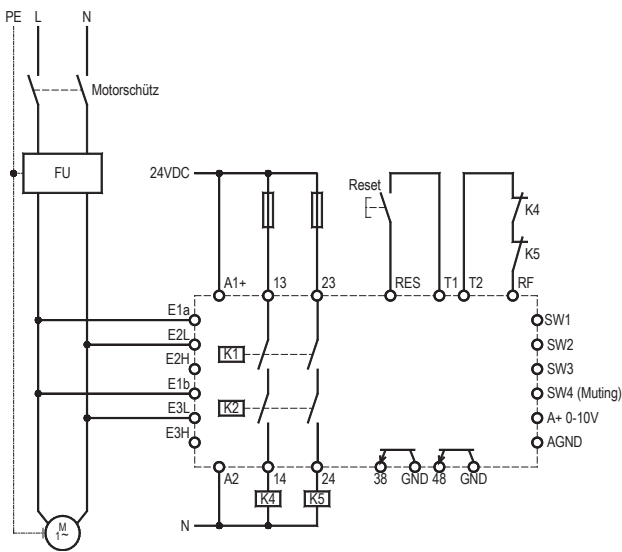 PE L N
Motorschütz
FU
24VDC
Reset
K4
K5
A1+ 13 23 RES T1 T2 RF
E1a
E2L
E2H
E1b
E3L
E3H
K1
K2
SW1
SW2
SW3
SW4 (Muting)
A+ 0-10V
AGND
A2 14 24 38 GND 48 GND
K4 K5
N
M
1~